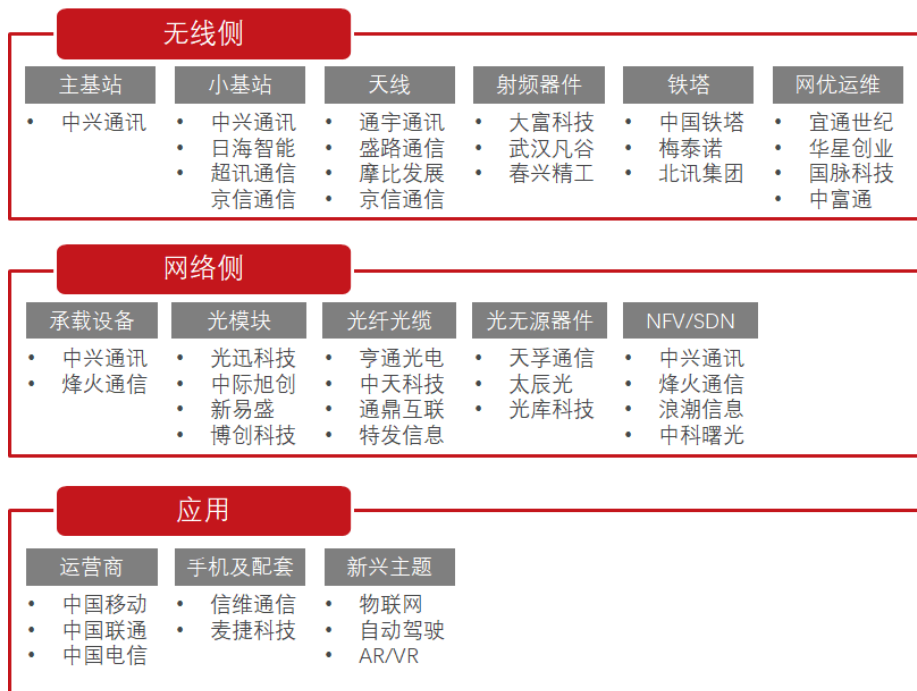 无线侧
主基站
• 中兴通讯
小基站
• 中兴通讯
• 日海智能
• 超讯通信
京信通信
天线
• 通宇通讯
• 盛路通信
• 摩比发展
• 京信通信
射频器件
• 大富科技
• 武汉凡谷
• 春兴精工
铁塔
• 中国铁塔
• 梅泰诺
• 北讯集团
网优运维
• 宜通世纪
• 华星创业
• 国脉科技
• 中富通
网络侧
承载设备
• 中兴通讯
• 烽火通信
光模块
• 光迅科技
• 中际旭创
• 新易盛
• 博创科技
光纤光缆
• 亨通光电
• 中天科技
• 通鼎互联
• 特发信息
光无源器件
• 天孚通信
• 太辰光
• 光库科技
NFV/SDN
• 中兴通讯
• 烽火通信
• 浪潮信息
• 中科曙光
应用
运营商
• 中国移动
• 中国联通
• 中国电信
手机及配套
• 信维通信
• 麦捷科技
新兴主题
• 物联网
• 自动驾驶
• AR/VR